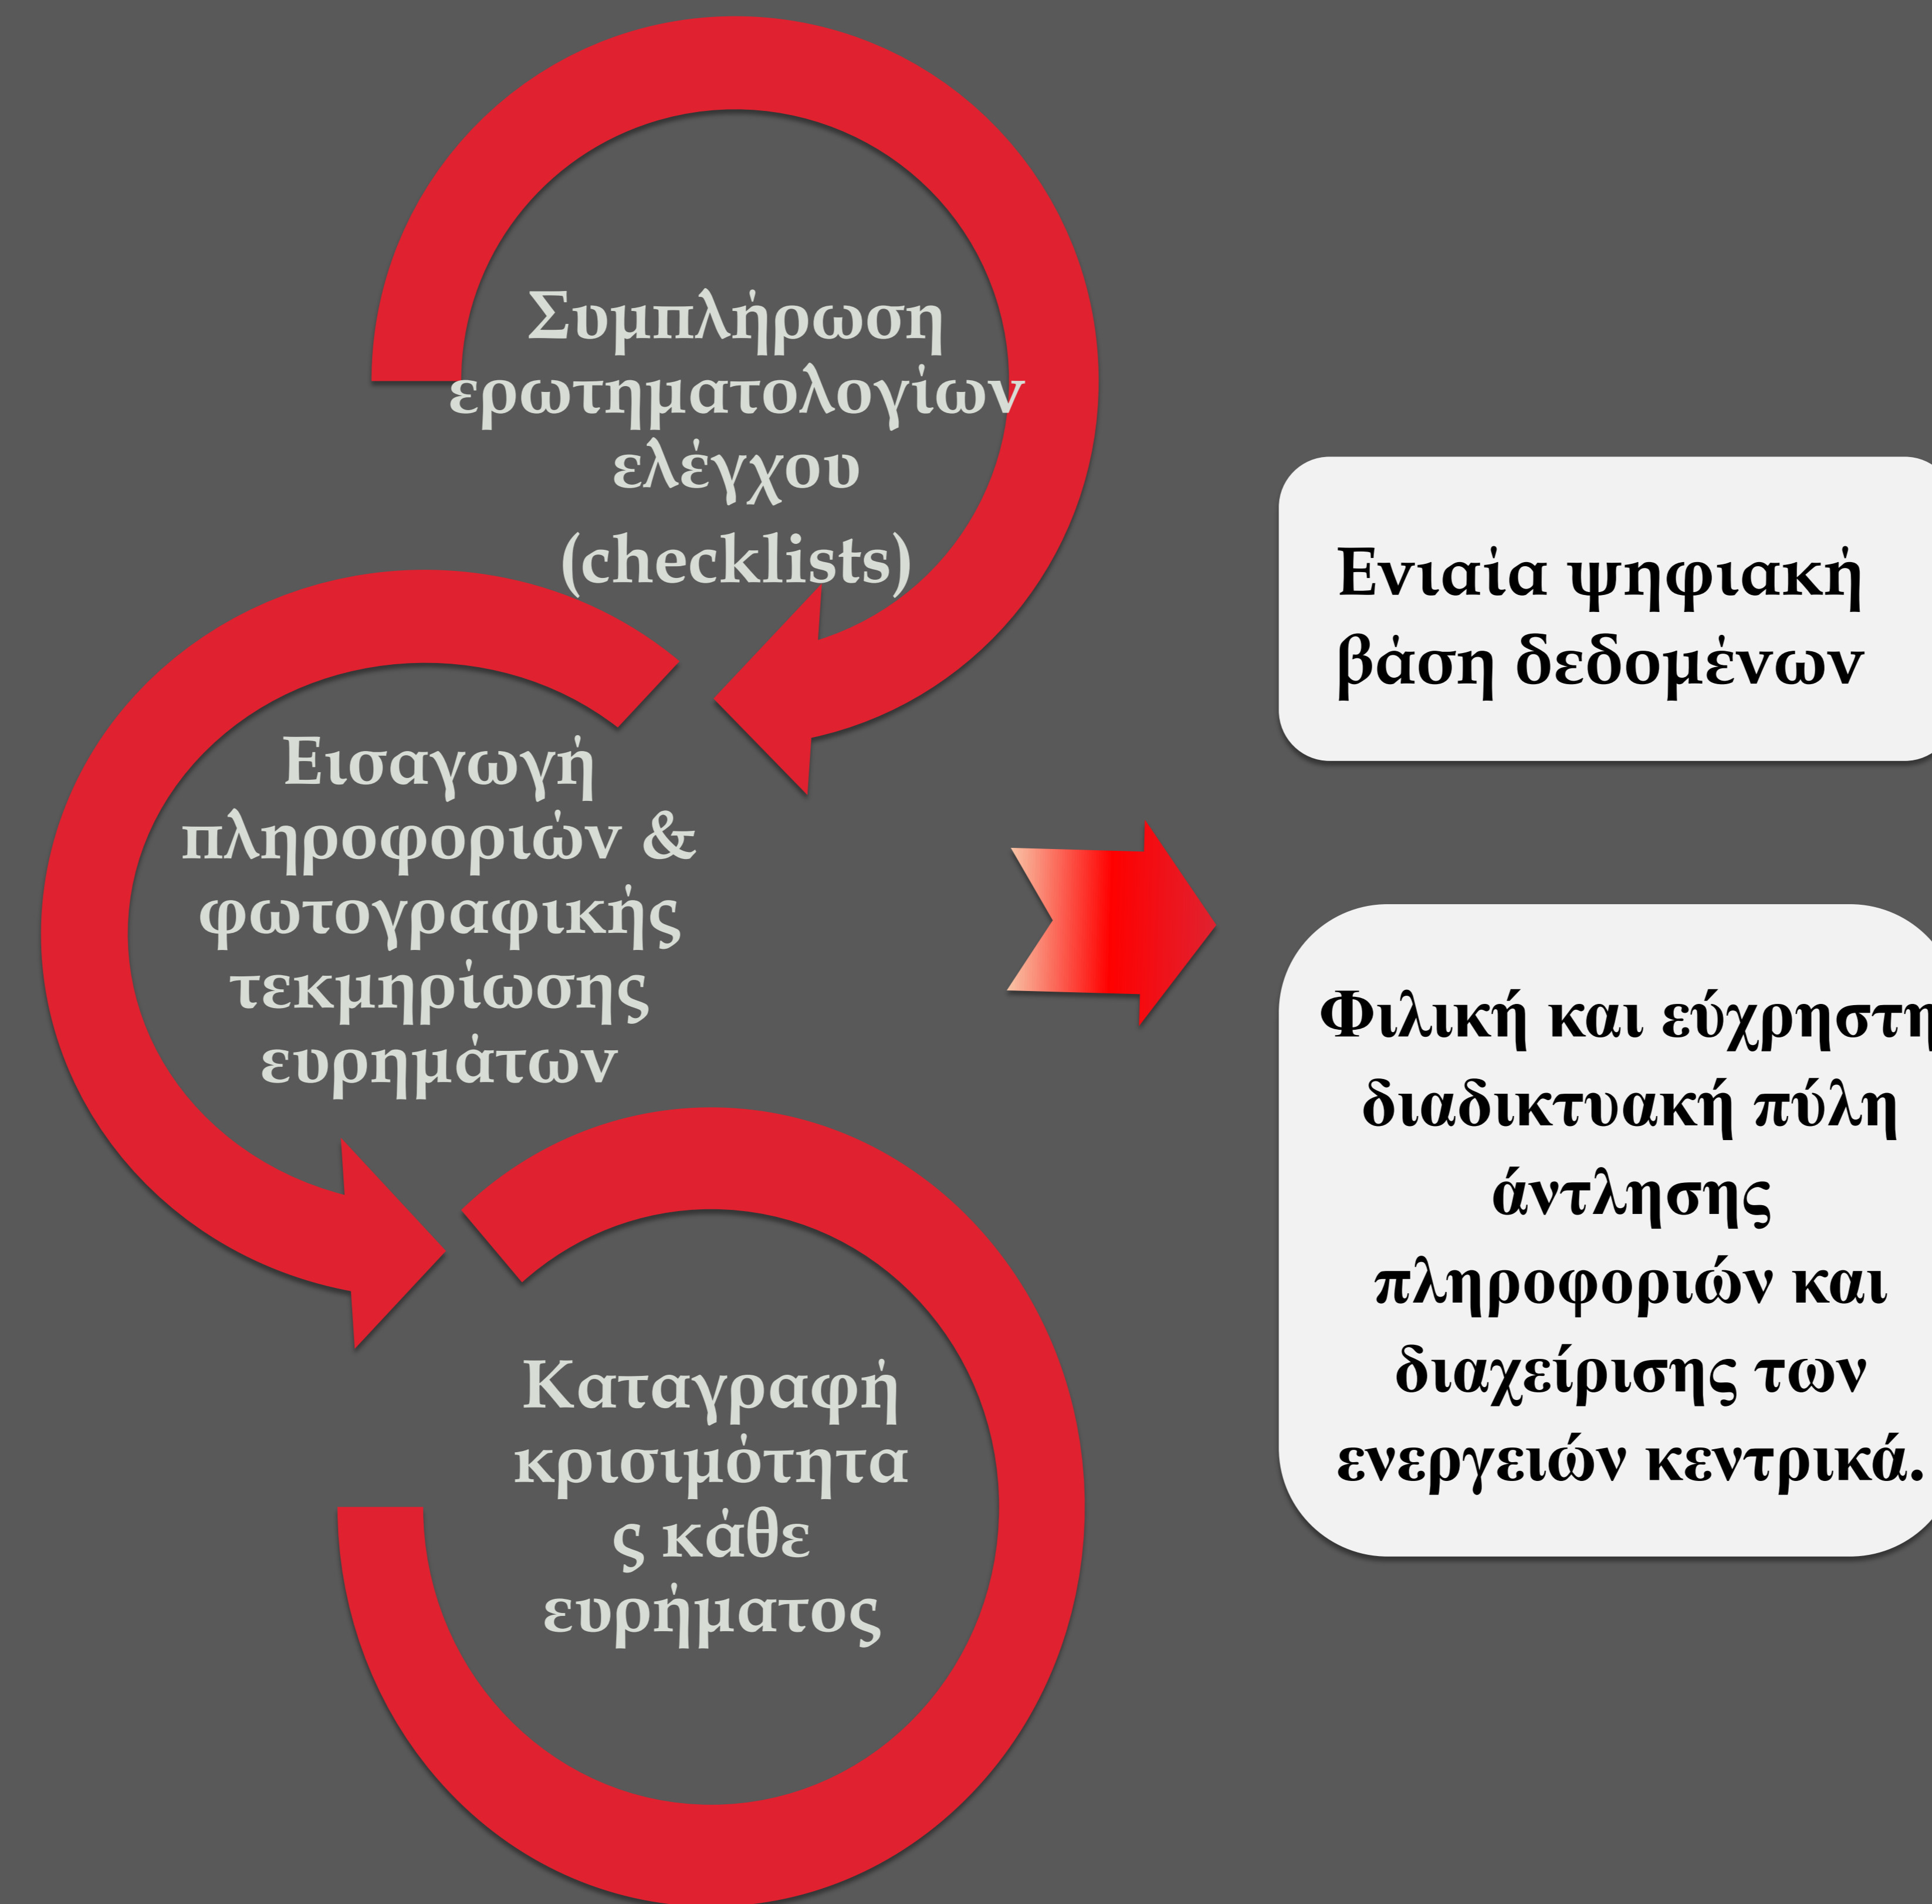 Συμπλήρωση
ερωτηματολογίων
ελέγχου
(checklists)
Εισαγωγή
πληροφοριών &
φωτογραφικής
τεκμηρίωσης
ευρημάτων
Καταγραφή
κρισιμότητα
ς κάθε
ευρήματος
Ενιαία ψηφιακή
βάση δεδομένων
Φιλική και εύχρηστη
διαδικτυακή πύλη
άντλησης
πληροφοριών και
διαχείρισης των
ενεργειών κεντρικά.